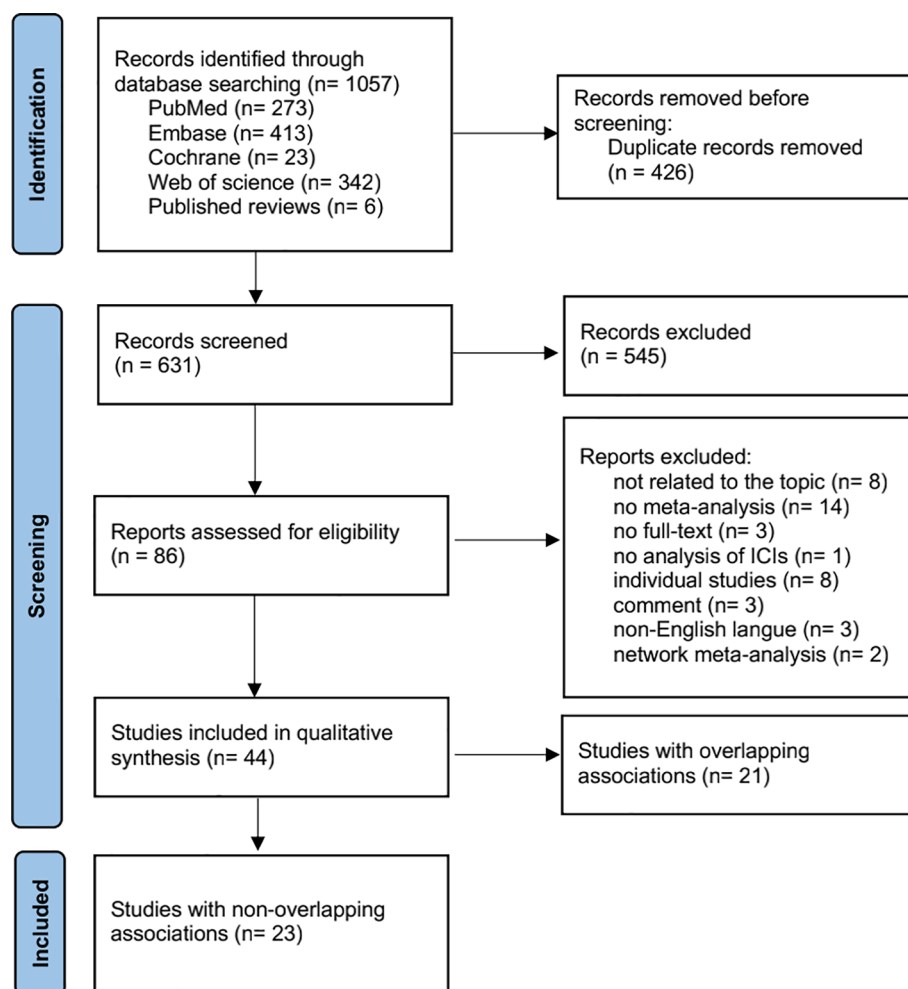 Identification
Records identified through
database searching (n= 1057)
PubMed (n= 273)
Embase (n= 413)
Cochrane (n= 23)
Web of science (n= 342)
Published reviews (n= 6)
Records removed before
screening:
Duplicate records removed
(n = 426)
Screening
Records screened
(n = 631)
Records excluded
(n = 545)
Reports assessed for eligibility
(n = 86)
Reports excluded:
not related to the topic (n= 8)
no meta-analysis (n= 14)
no full-text (n= 3)
no analysis of ICIs (n= 1)
individual studies (n= 8)
comment (n= 3)
non-English langue (n= 3)
network meta-analysis (n= 2)
Studies included in qualitative
synthesis (n= 44)
Studies with overlapping
associations (n= 21)
Included
Studies with non-overlapping
associations (n= 23)